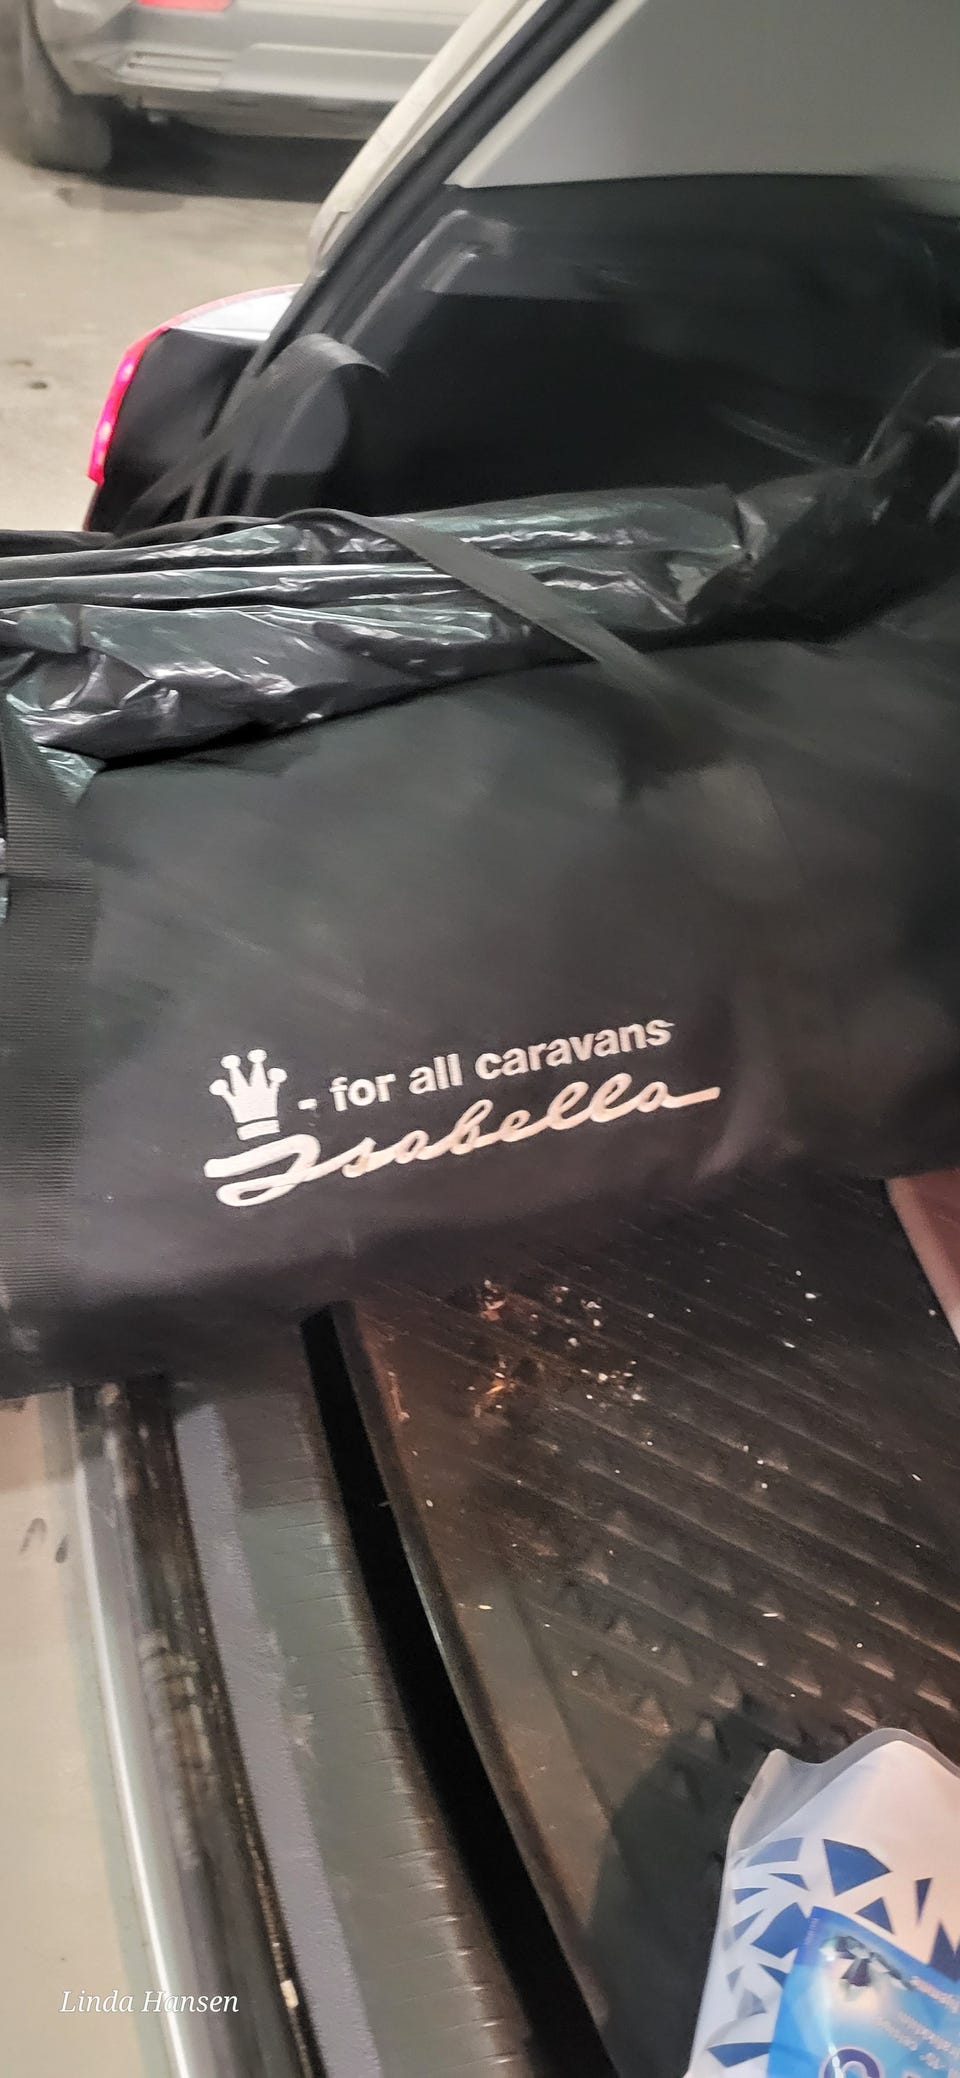 - for all caravans
Isabella
Linda Hansen